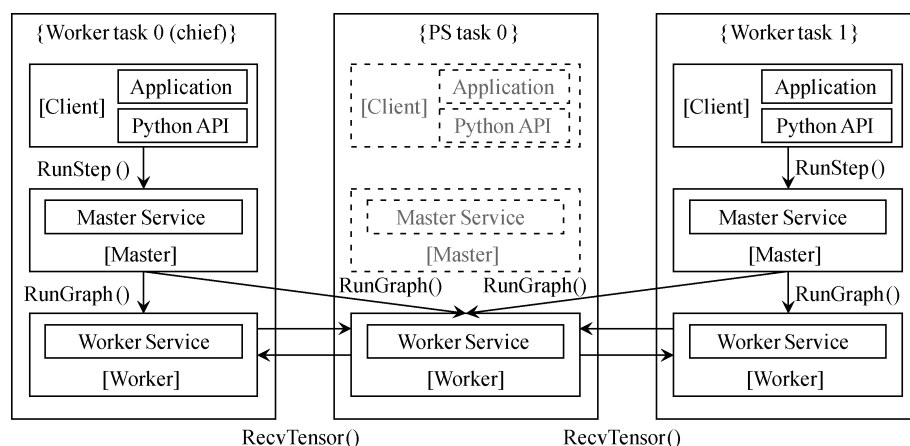 {Worker task 0 (chief)}
{PS task 0}
{Worker task 1}
[Client]
Application
Python API
[Client]
Application
Python API
[Client]
Application
Python API
RunStep ()
RunStep()
Master Service
[Master]
Master Service
[Master]
Master Service
[Master]
RunGraph()
RunGraph()
RunGraph()
RunGraph()
Worker Service
[Worker]
Worker Service
[Worker]
Worker Service
[Worker]
RecvTensor()
RecvTensor()